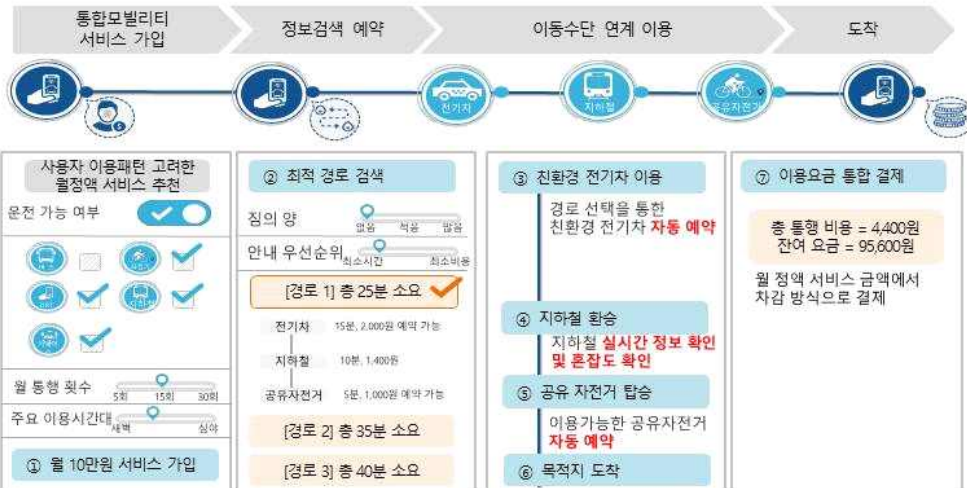 통합모빌리티
서비스 가입
정보검색 예약
이동수단 연계 이용
도착
전기차
지하철
공유자전거
사용자 이용패턴 고려한
월정액 서비스 추천
운전 가능 여부
월 통행 횟수
5회 15회 30회
주요 이용시간대
새벽 심야
① 월 10만원 서비스 가입
② 최적 경로 검색
짐의 양
없음 적음 많음
안내 우선순위
최소시간 최소비용
[경로 1] 총 25분 소요
전기차 15분, 2,000원 예약 가능
지하철 10분, 1,400원
공유자전거 5분, 1,000원 예약 가능
[경로 2] 총 35분 소요
[경로 3] 총 40분 소요
③ 친환경 전기차 이용
경로 선택을 통한
친환경 전기차 자동 예약
④ 지하철 환승
지하철 실시간 정보 확인
및 혼잡도 확인
⑤ 공유 자전거 탑승
이용가능한 공유자전거
자동 예약
⑥ 목적지 도착
⑦ 이용요금 통합 결제
총 통행 비용 = 4,400원
잔여 요금 = 95,600원
월 정액 서비스 금액에서
차감 방식으로 결제